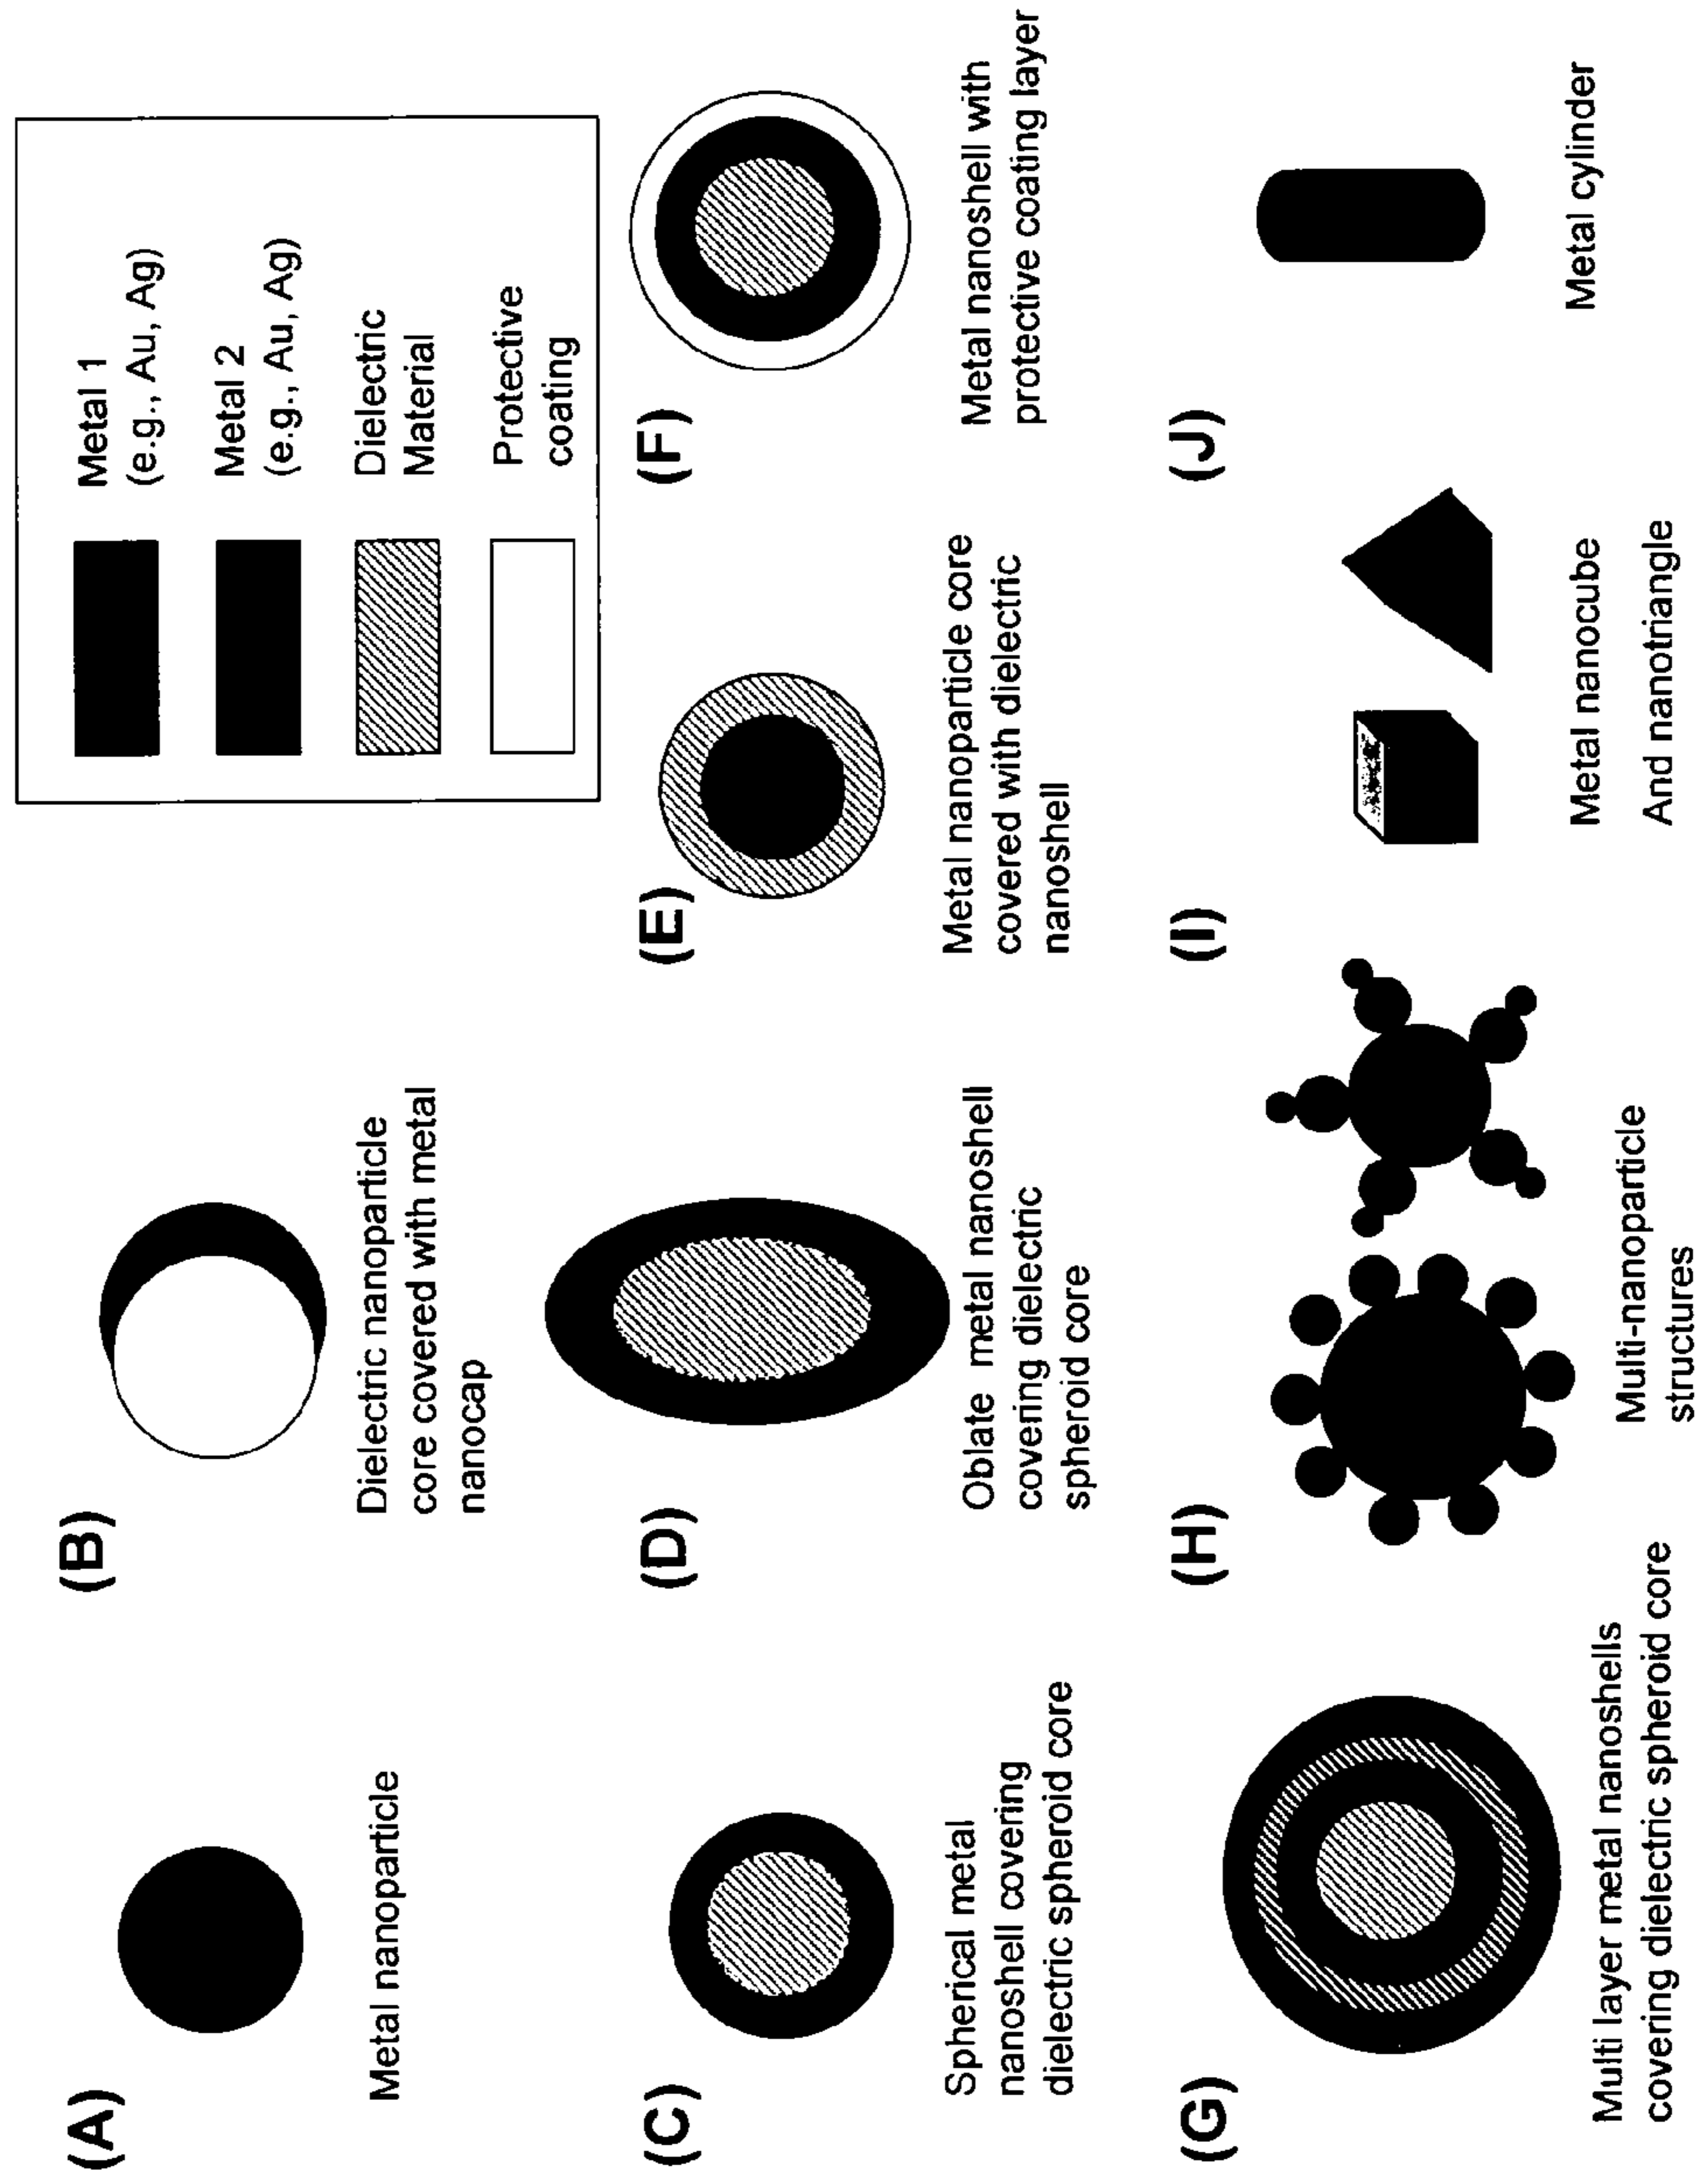 (A)
Metal nanoparticle
(B)
Dielectric nanoparticle
core covered with metal
nanocap
Metal 1
(e.g., Au, Ag)
Metal 2
(e.g., Au, Ag)
Dielectric
Material
Protective
coating
(C)
Spherical metal
nanoshell covering
dielectric spheroid core
(D)
Oblate metal nanoshell
covering dielectric
spheroid core
(E)
Metal nanoparticle core
covered with dielectric
nanoshell
(F)
Metal nanoshell with
protective coating layer
(G)
Multi layer metal nanoshells
covering dielectric spheroid core
(H)
Multi-nanoparticle
structures
(I)
Metal nanocube
And nanotriangle
(J)
Metal cylinder